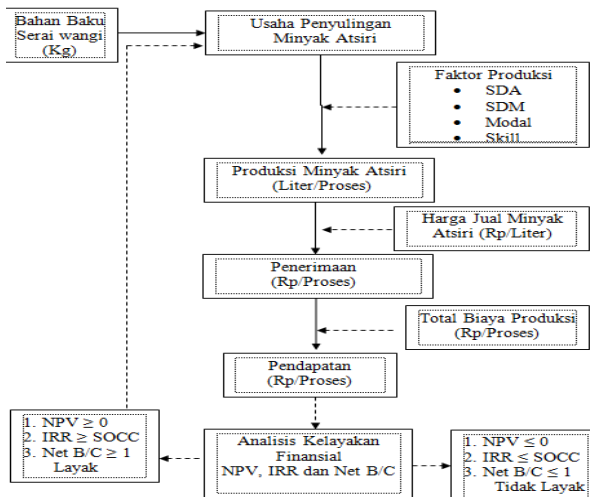 Bahan Baku
Serai wangi
(Kg)
Usaha Penyulingan
Minyak Atsiri
Faktor Produksi
• SDA
• SDM
• Modal
• Skill
Produksi Minyak Atsiri
(Liter/Proses)
Harga Jual Minyak
Atsiri (Rp/Liter)
Penerimaan
(Rp/Proses)
Total Biaya Produksi
(Rp/Proses)
Pendapatan
(Rp/Proses)
1. NPV ≥ 0
2. IRR ≥ SOCC
3. Net B/C ≥ 1
Layak
Analisis Kelayakan
Finansial
NPV, IRR dan Net B/C
1. NPV ≤ 0
2. IRR ≤ SOCC
3. Net B/C ≤ 1
Tidak Layak